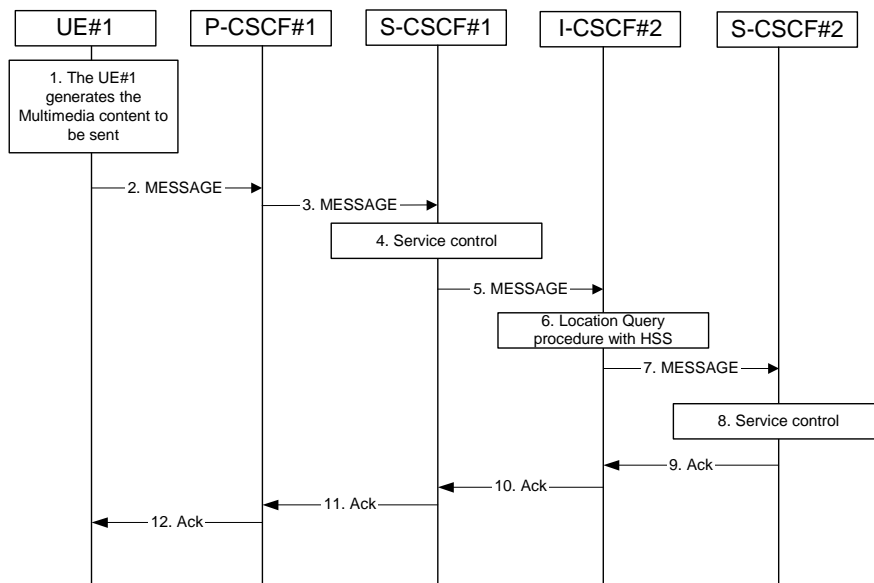 UE#1
P-CSCF#1
S-CSCF#1
I-CSCF#2
S-CSCF#2
1. The UE#1
generates the
Multimedia content to
be sent
2. MESSAGE
3. MESSAGE
4. Service control
5. MESSAGE
6. Location Query
procedure with HSS
7. MESSAGE
8. Service control
9. Ack
10. Ack
11. Ack
12. Ack